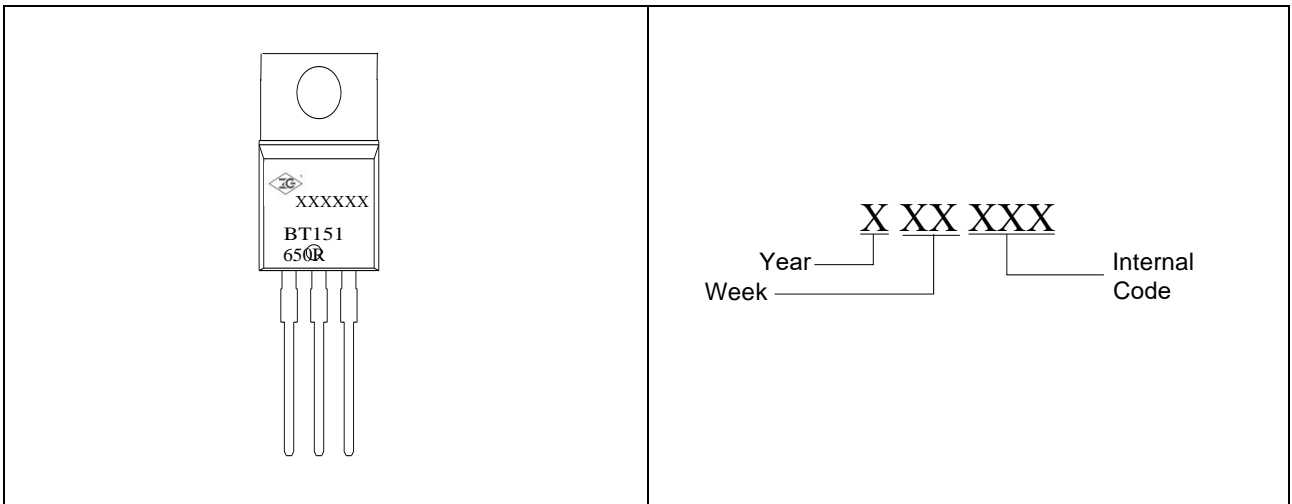 XXXXXX
BT151
650R
X XX XXX
Year
Week
Internal
Code